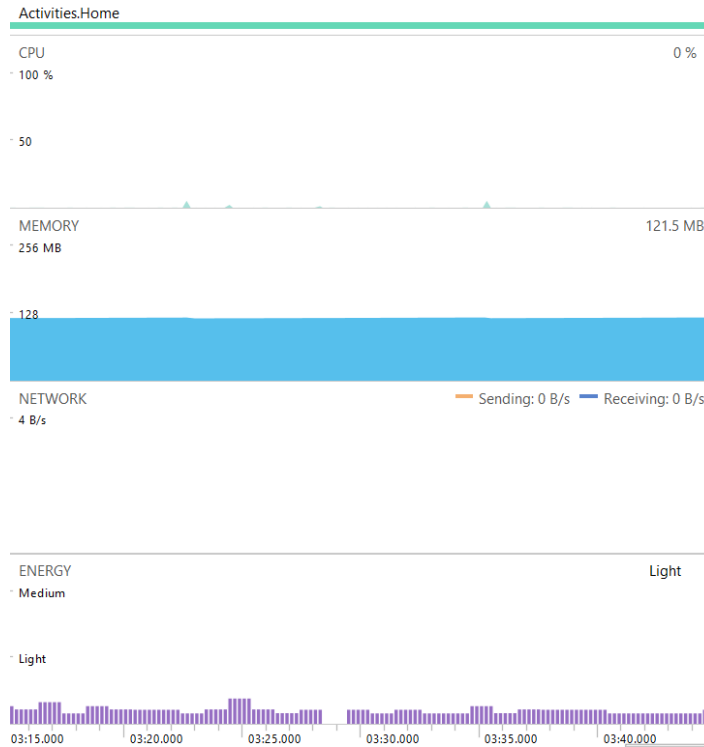 Activities.Home
CPU 0 %
100 %
50
MEMORY 121.5 MB
256 MB
128
NETWORK Sending: 0 B/s Receiving: 0 B/s
4 B/s
ENERGY Light
Medium
Light
03:15.000 03:20.000 03:25.000 03:30.000 03:35.000 03:40.000